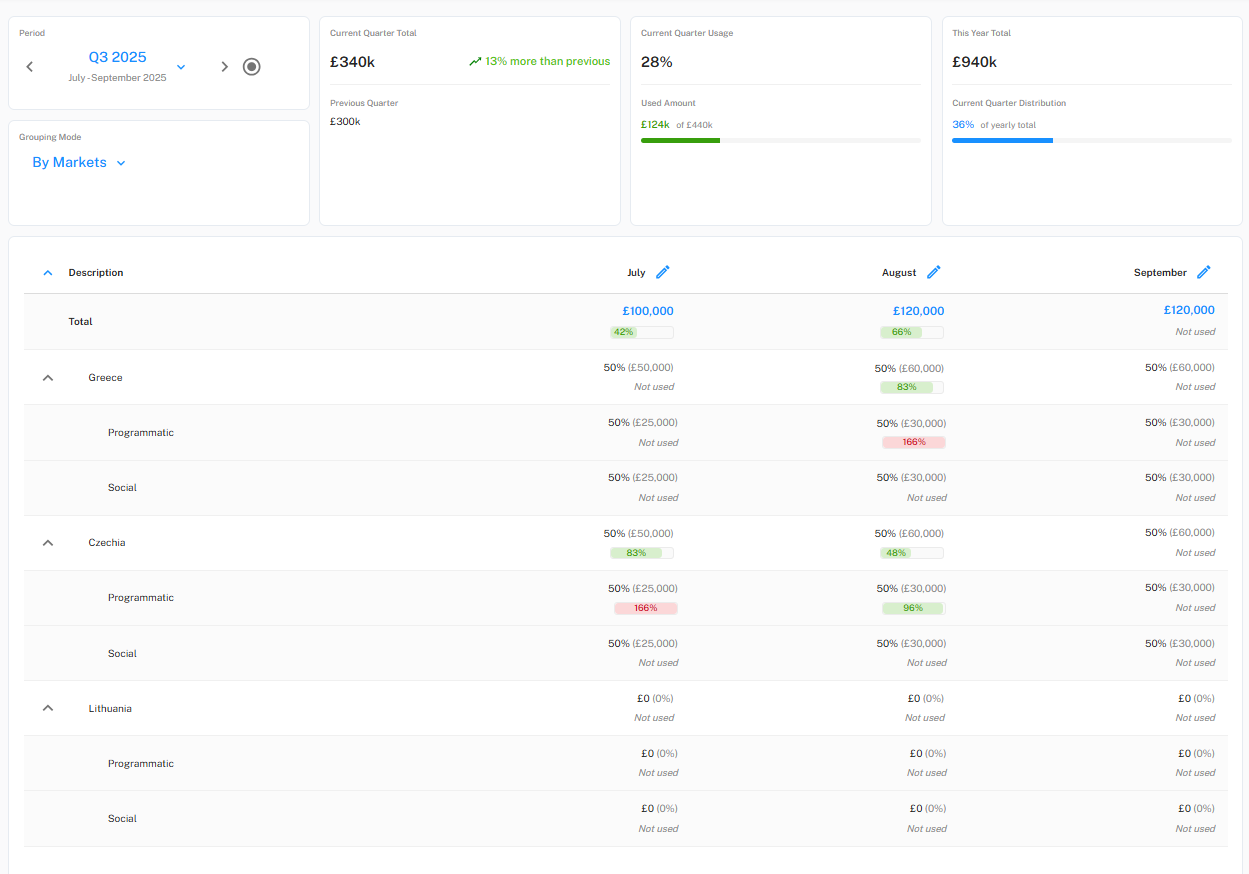 Period
Q3 2025
July - September 2025
Grouping Mode
By Markets
Current Quarter Total
£340k
13% more than previous
Previous Quarter
£300k
Current Quarter Usage
28%
Used Amount
£124k of £440k
This Year Total
£940k
Current Quarter Distribution
36% of yearly total
Description July August September
Total £100,000 £120,000 £120,000
42% 66% Not used
Greece 50% (£50,000) 50% (£60,000) 50% (£60,000)
Not used 83% Not used
Programmatic 50% (£25,000) 50% (£30,000) 50% (£30,000)
Not used 166% Not used
Social 50% (£25,000) 50% (£30,000) 50% (£30,000)
Not used Not used Not used
Czechia 50% (£50,000) 50% (£60,000) 50% (£60,000)
83% 48% Not used
Programmatic 50% (£25,000) 50% (£30,000) 50% (£30,000)
166% 96% Not used
Social 50% (£25,000) 50% (£30,000) 50% (£30,000)
Not used Not used Not used
Lithuania £0 (0%) £0 (0%) £0 (0%)
Not used Not used Not used
Programmatic £0 (0%) £0 (0%) £0 (0%)
Not used Not used Not used
Social £0 (0%) £0 (0%) £0 (0%)
Not used Not used Not used